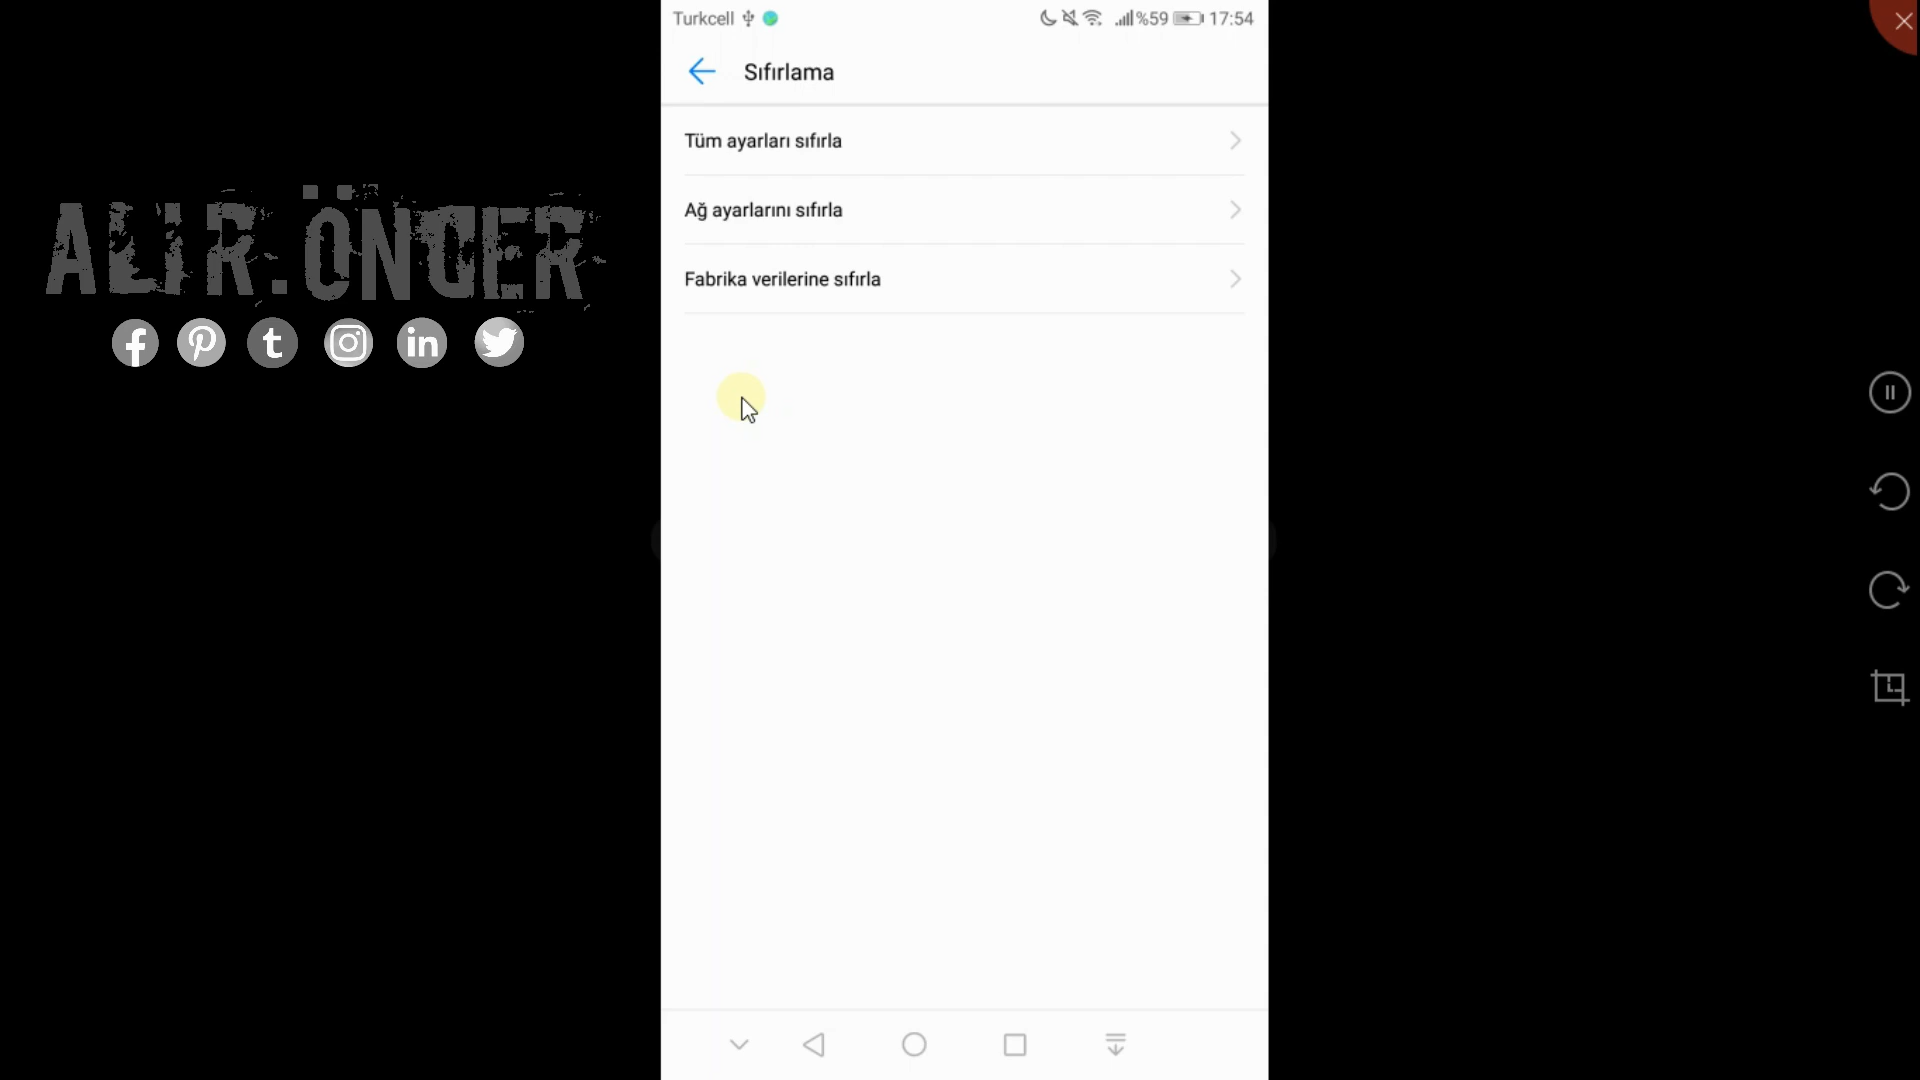 Turkcell %59 17:54
Sıfırlama
Tüm ayarları sıfırla
Ağ ayarlarını sıfırla
Fabrika verilerine sıfırla
ALİ R.ÖNCER